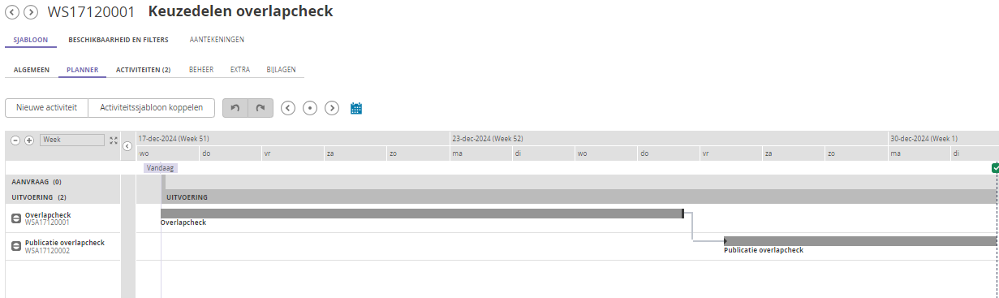 WS17120001 Keuzedelen overlapcheck
SJABLOON BESCHIKBAARHEID EN FILTERS AANTEKENINGEN
ALGEMEEN PLANNER ACTIVITEITEN (2) BEHEER EXTRA BIJLAGEN
Nieuwe activiteit Activiteitssjabloon koppelen
Week 17-dec-2024 (Week 51) 23-dec-2024 (Week 52) 30-dec-2024 (Week 1)
wo do vr za zo ma di wo do vr za zo ma di
Vandaag
AANVRAAG (0)
UITVOERING (2) UITVOERING
Overlapcheck
WSA17120001 Overlapcheck
Publicatie overlapcheck
WSA17120002 Publicatie overlapcheck